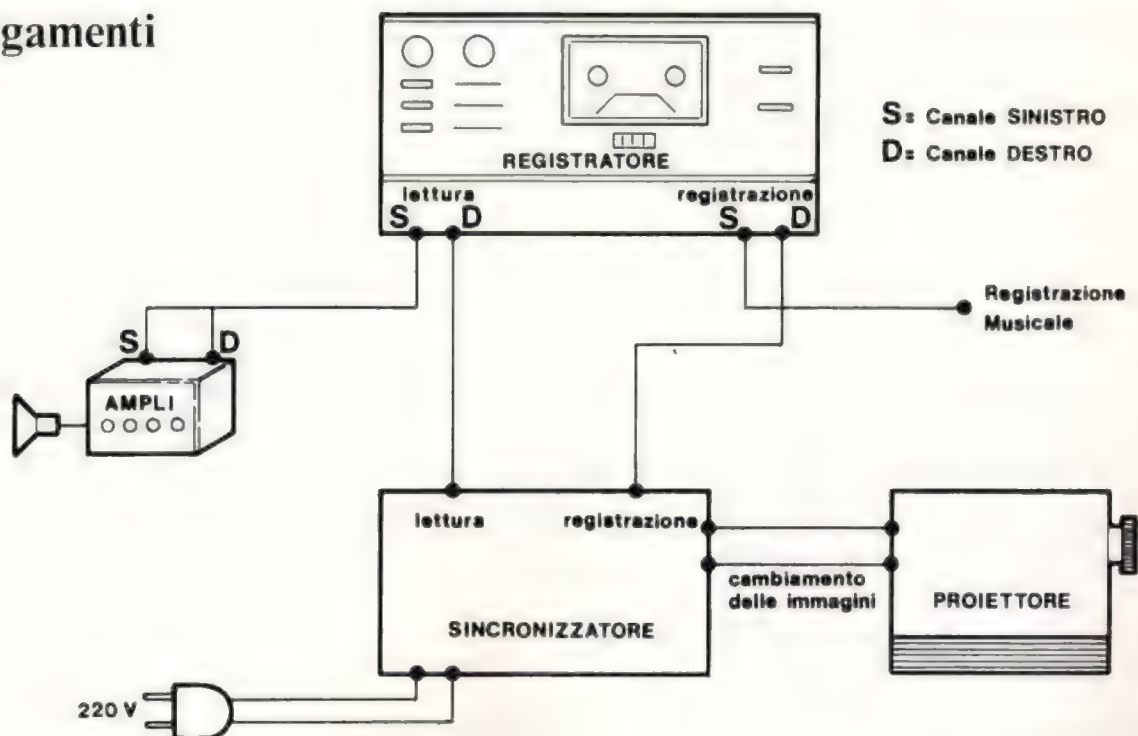 gamenti
REGISTRATORE
S= Canale SINISTRO
D= Canale DESTRO
lettura registrazione
S D S D
Registrazione
Musicale
S D
AMPLI
lettura registrazione
cambiamento
delle immagini
PROIETTORE
SINCRONIZZATORE
220 V